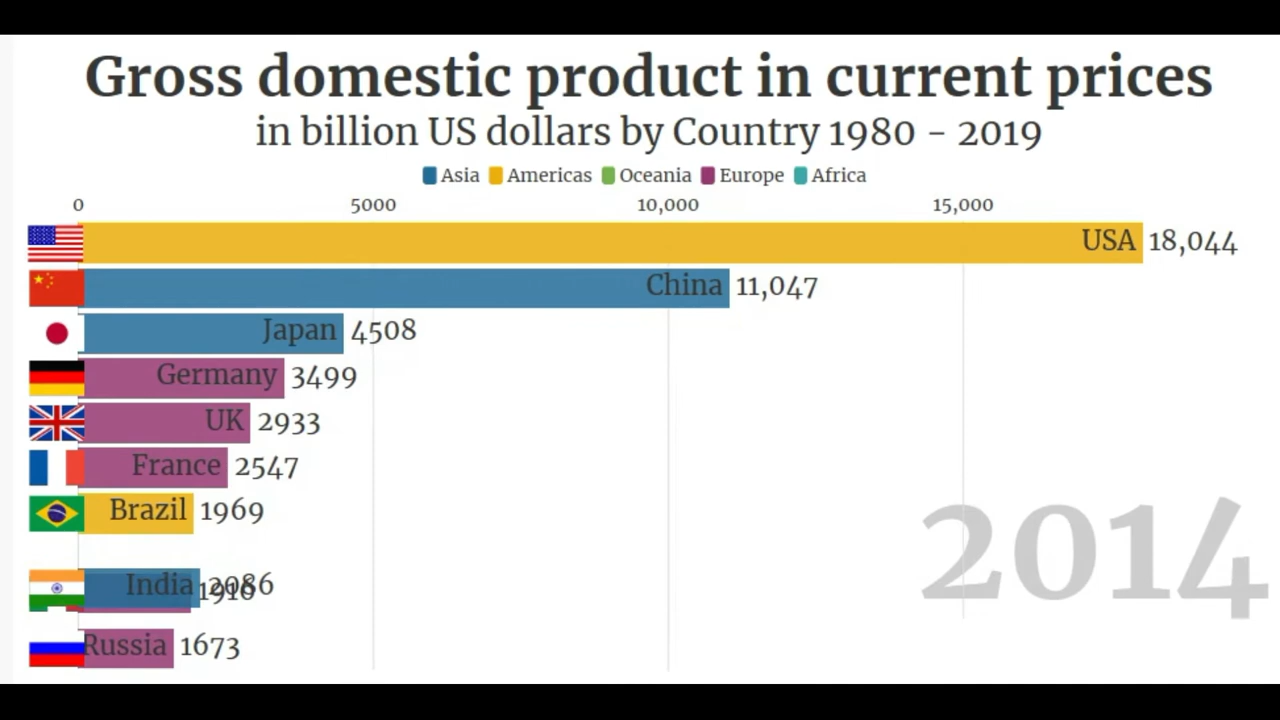 Gross domestic product in current prices
in billion US dollars by Country 1980 - 2019
Asia Americas Oceania Europe Africa
0 5000 10,000 15,000
USA 18,044
China 11,047
Japan 4508
Germany 3499
UK 2933
France 2547
Brazil 1969
India 2086
Russia 1673
2014